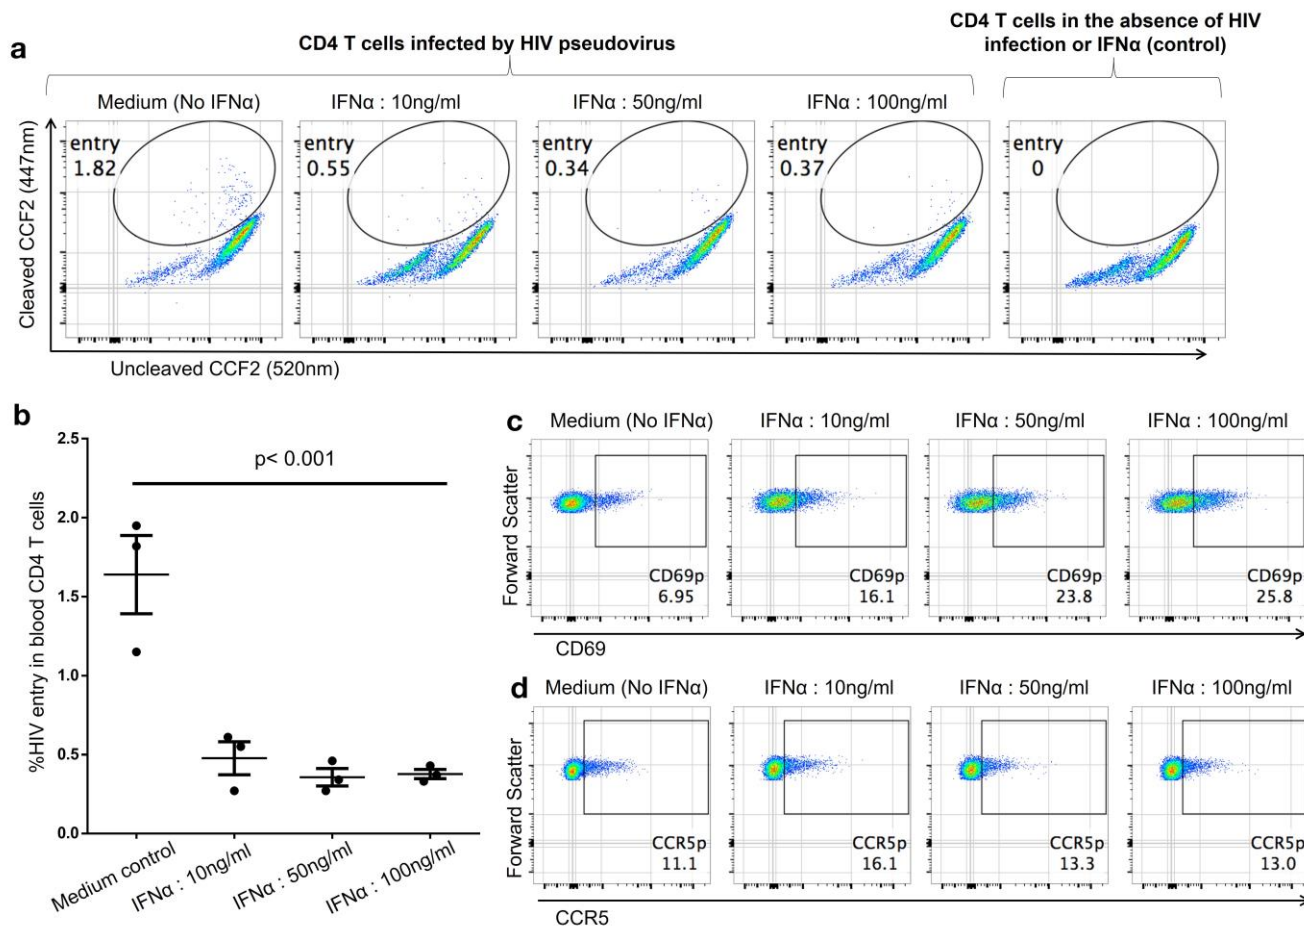 a
CD4 T cells infected by HIV pseudovirus
CD4 T cells in the absence of HIV
infection or IFNα (control)
Medium (No IFNα)
IFNα : 10ng/ml
IFNα : 50ng/ml
IFNα : 100ng/ml
entry
1.82
entry
0.55
entry
0.34
entry
0.37
entry
0
Cleaved CCF2 (447nm)
Uncleaved CCF2 (520nm)
b
p< 0.001
%HIV entry in blood CD4 T cells
2.5
2.0
1.5
1.0
0.5
0.0
Medium control
IFNα : 10ng/ml
IFNα : 50ng/ml
IFNα : 100ng/ml
c
Medium (No IFNα)
IFNα : 10ng/ml
IFNα : 50ng/ml
IFNα : 100ng/ml
Forward Scatter
CD69p
6.95
CD69p
16.1
CD69p
23.8
CD69p
25.8
CD69
d
Medium (No IFNα)
IFNα : 10ng/ml
IFNα : 50ng/ml
IFNα : 100ng/ml
Forward Scatter
CCR5p
11.1
CCR5p
16.1
CCR5p
13.3
CCR5p
13.0
CCR5